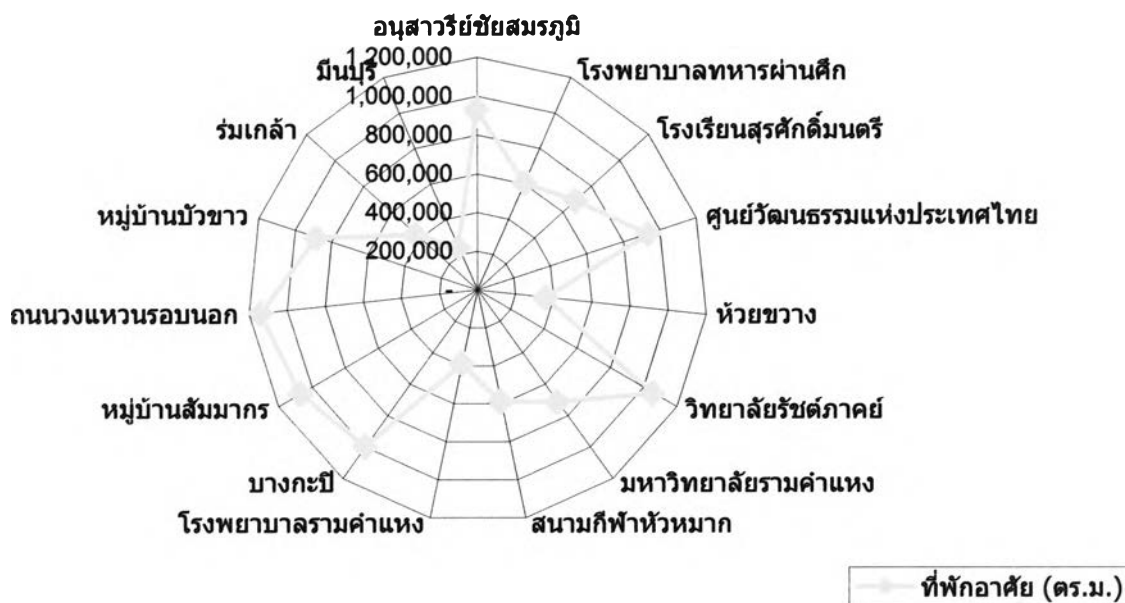 อนุสาวรีย์ชัยสมรภูมิ
โรงพยาบาลทหารผ่านศึก
โรงเรียนสุรศักดิ์มนตรี
ศูนย์วัฒนธรรมแห่งประเทศไทย
ห้วยขวาง
วิทยาลัยรัชต์ภาคย์
มหาวิทยาลัยรามคำแหง
สนามกีฬาหัวหมาก
โรงพยาบาลรามคำแหง
บางกะปิ
หมู่บ้านสัมมากร
ถนนวงแหวนรอบนอก
หมู่บ้านบัวขาว
ร่มเกล้า
มีนบุรี
1,200,000
1,000,000
800,000
600,000
400,000
200,000
-
ที่พักอาศัย (ตร.ม.)